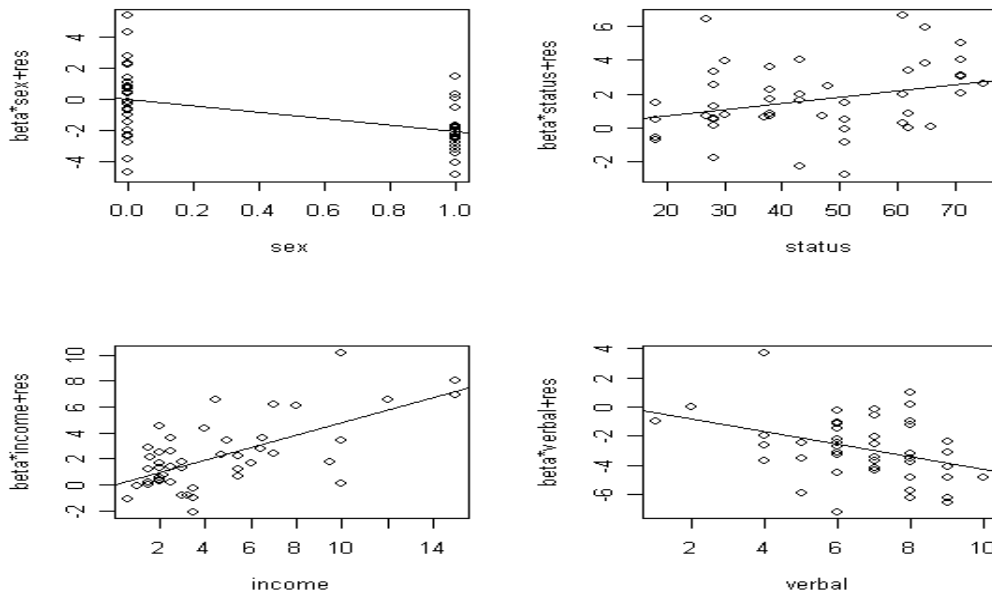 beta*sex+res
4
2
0
-2
-4
0.0 0.2 0.4 0.6 0.8 1.0
sex
beta*status+res
6
4
2
0
-2
20 30 40 50 60 70
status
beta*income+res
10
8
6
4
2
0
-2
2 4 6 8 10 14
income
beta*verbal+res
4
2
0
-2
-4
-6
2 4 6 8 10
verbal